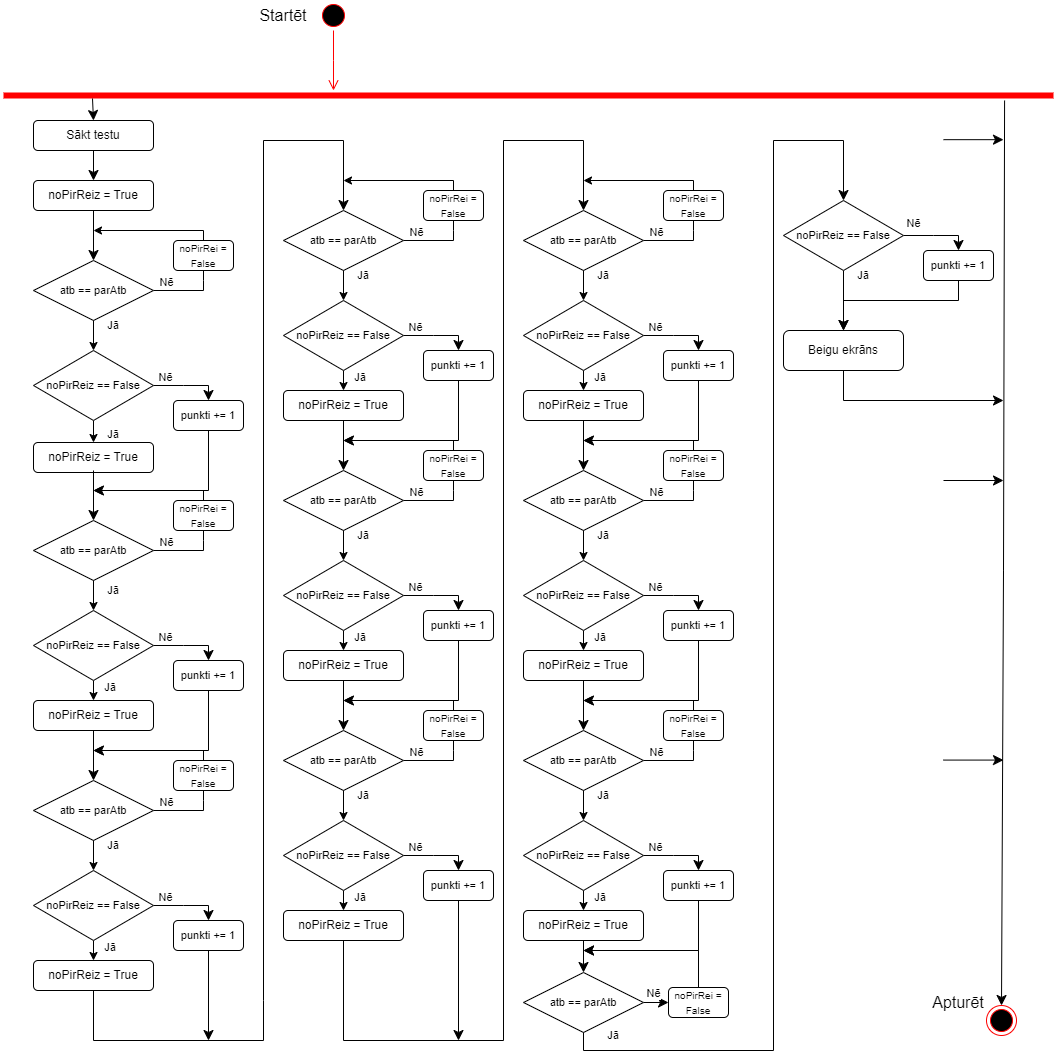 Startēt
Sākt testu
noPirReiz = True
noPirRei =
False
atb == parAtb
Nē
Jā
noPirReiz == False
Nē
punkti += 1
Jā
noPirReiz = True
noPirRei =
False
atb == parAtb
Nē
Jā
noPirReiz == False
Nē
punkti += 1
Jā
noPirReiz = True
noPirRei =
False
atb == parAtb
Nē
Jā
noPirReiz == False
Nē
punkti += 1
Jā
noPirReiz = True
noPirRei =
False
atb == parAtb
Nē
Jā
noPirReiz == False
Nē
punkti += 1
Jā
noPirReiz = True
noPirRei =
False
atb == parAtb
Nē
Jā
noPirReiz == False
Nē
punkti += 1
Jā
noPirReiz = True
noPirRei =
False
atb == parAtb
Nē
Jā
noPirReiz == False
Nē
punkti += 1
Jā
noPirReiz = True
noPirRei =
False
atb == parAtb
Nē
Jā
noPirReiz == False
Nē
punkti += 1
Jā
noPirReiz = True
noPirRei =
False
atb == parAtb
Nē
Jā
noPirReiz == False
Nē
punkti += 1
Jā
noPirReiz = True
noPirRei =
False
atb == parAtb
Nē
Jā
noPirReiz == False
Nē
punkti += 1
Jā
noPirReiz = True
atb == parAtb
Nē
noPirRei =
False
Jā
noPirReiz == False
Nē
punkti += 1
Jā
Beigu ekrāns
Apturēt